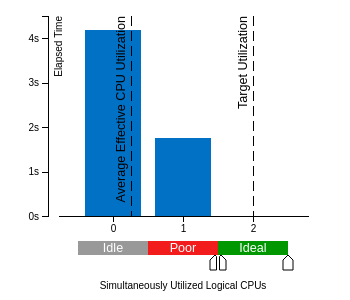 Elapsed Time
4s
3s
2s
1s
0s
Average Effective CPU Utilization
Target Utilization
0
1
2
Idle
Poor
Ideal
Simultaneously Utilized Logical CPUs